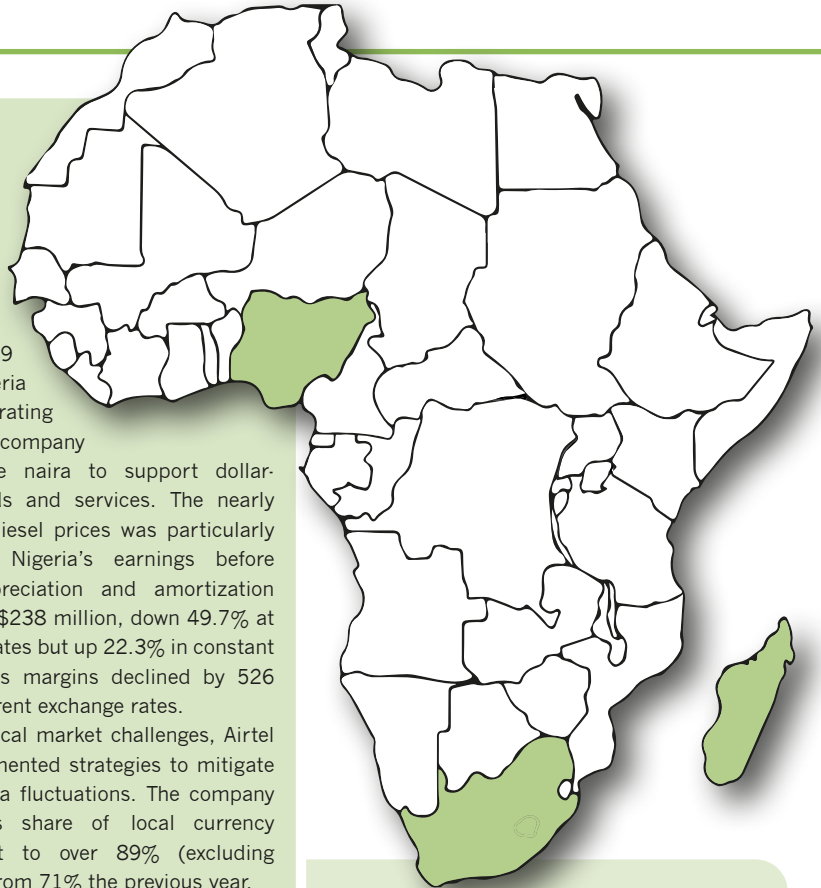 9
eria
rating
company
e naira to support dollar-
ls and services. The nearly
iesel prices was particularly
Nigeria’s earnings before
preciation and amortization
$238 million, down 49.7% at
ates but up 22.3% in constant
s margins declined by 526
rent exchange rates.
cal market challenges, Airtel
mented strategies to mitigate
a fluctuations. The company
s share of local currency
t to over 89% (excluding
rom 71% the previous year.